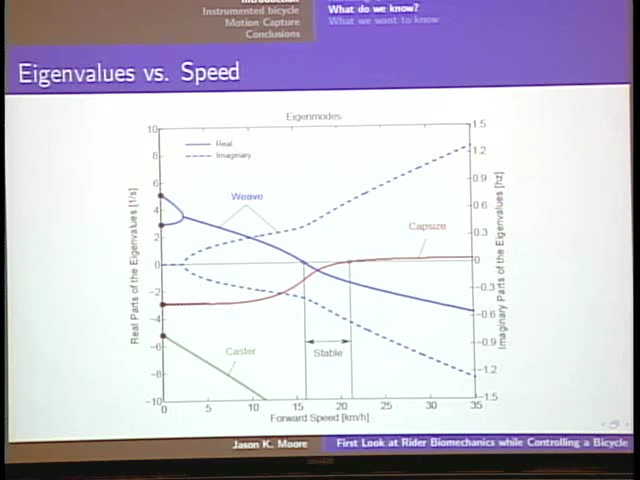 Instrumented bicycle
Motion Capture
Conclusions
What do we know?
What we want to know
Eigenvalues vs. Speed
Eigenmodes
Real
Imaginary
Weave
Capsize
Caster
Stable
Real Parts of the Eigenvalues [1/s]
10
8
6
4
2
0
-2
-4
-6
-8
-10
Imaginary Parts of the Eigenvalues [hz]
1.5
1.2
0.9
0.6
0.3
0
-0.3
-0.6
-0.9
-1.2
-1.5
0 5 10 15 20 25 30 35
Forward Speed [km/h]
Jason K. Moore First Look at Rider Biomechanics while Controlling a Bicycle